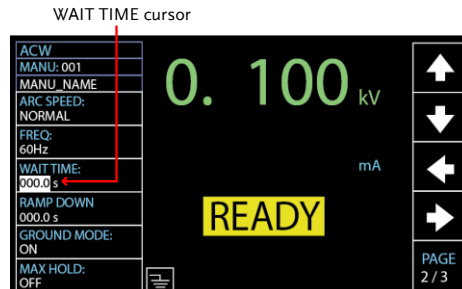 WAIT TIME cursor
ACW
MANU: 001
MANU_NAME
ARC SPEED:
NORMAL
FREQ:
60Hz
WAIT TIME:
000.0 s
RAMP DOWN
000.0 s
GROUND MODE:
ON
MAX HOLD:
OFF
0. 100 kV
mA
READY
PAGE
2 / 3